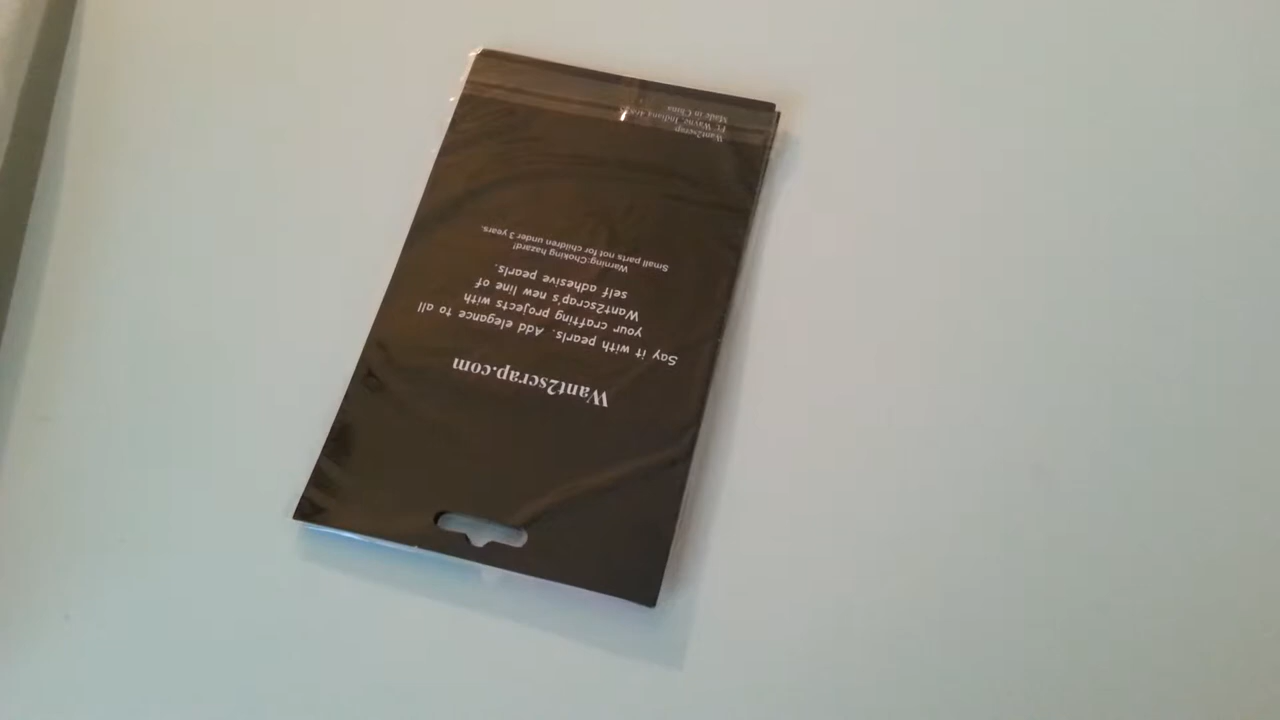 Want2scrap.com
Say it with pearls. Add elegance to all
your crafting projects with
Want2scrap's new line of
self adhesive pearls.
Warning:Choking hazard!
Small parts not for children under 3 years.
Want2scrap
Ft. Wayne, Indiana
Made in China